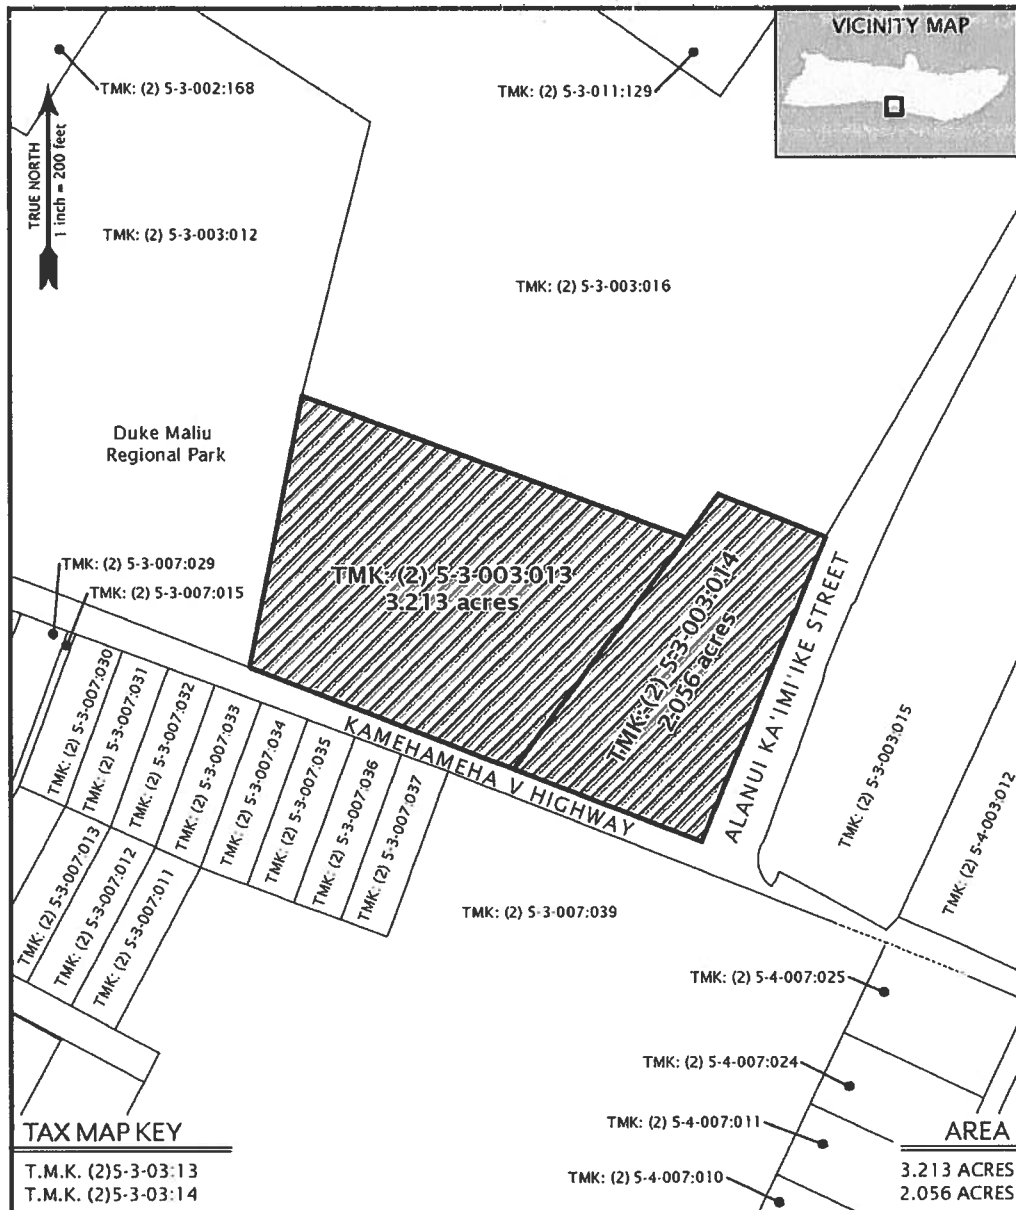 VICINITY MAP
TMK: (2) 5-3-002:168
TMK: (2) 5-3-011:129
TRUE NORTH
1 inch = 200 feet
TMK: (2) 5-3-003:012
TMK: (2) 5-3-003:016
Duke Maliu
Regional Park
TMK: (2) 5-3-007:029
TMK: (2) 5-3-007:015
TMK: (2) 5-3-003:013
3.213 acres
TMK: (2) 5-3-003:014
2.056 acres
ALANUI KA'IMI'IKE STREET
KAMEHAMEHA V HIGHWAY
TMK: (2) 5-3-007:030
TMK: (2) 5-3-007:031
TMK: (2) 5-3-007:032
TMK: (2) 5-3-007:033
TMK: (2) 5-3-007:034
TMK: (2) 5-3-007:035
TMK: (2) 5-3-007:036
TMK: (2) 5-3-007:037
TMK: (2) 5-3-003:015
TMK: (2) 5-4-003:012
TMK: (2) 5-3-007:013
TMK: (2) 5-3-007:012
TMK: (2) 5-3-007:011
TMK: (2) 5-3-007:039
TMK: (2) 5-4-007:025
TMK: (2) 5-4-007:024
TMK: (2) 5-4-007:011
TMK: (2) 5-4-007:010
TAX MAP KEY
T.M.K. (2)5-3-03:13
T.M.K. (2)5-3-03:14
AREA
3.213 ACRES
2.056 ACRES